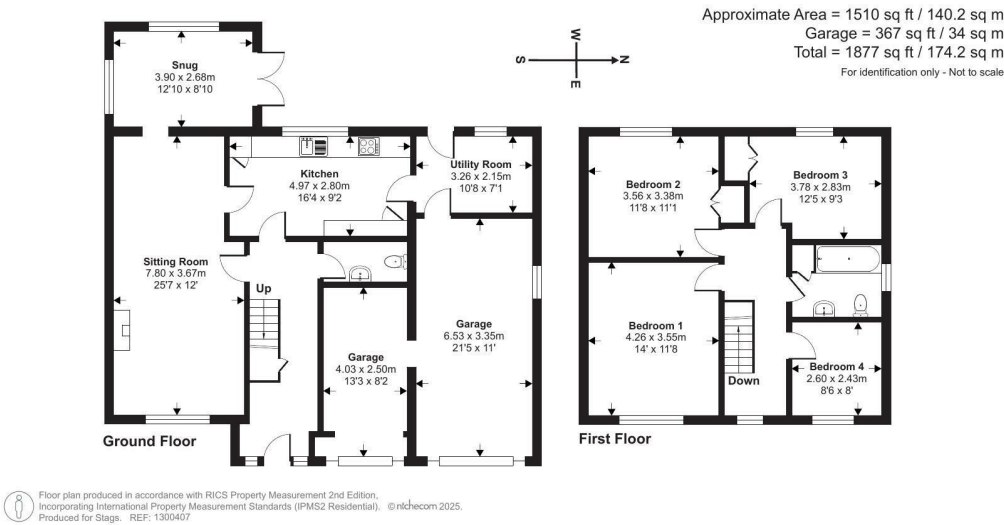 Approximate Area = 1510 sq ft / 140.2 sq m
Garage = 367 sq ft / 34 sq m
Total = 1877 sq ft / 174.2 sq m
For identification only - Not to scale
W
S
N
E
Snug
3.90 x 2.68m
12'10 x 8'10
Kitchen
4.97 x 2.80m
16'4 x 9'2
Utility Room
3.26 x 2.15m
10'8 x 7'1
Sitting Room
7.80 x 3.67m
25'7 x 12'
Up
Garage
4.03 x 2.50m
13'3 x 8'2
Garage
6.53 x 3.35m
21'5 x 11'
Ground Floor
Bedroom 2
3.56 x 3.38m
11'8 x 11'1
Bedroom 3
3.78 x 2.83m
12'5 x 9'3
Bedroom 1
4.26 x 3.55m
14' x 11'8
Down
Bedroom 4
2.60 x 2.43m
8'6 x 8'
First Floor
Floor plan produced in accordance with RICS Property Measurement 2nd Edition,
Incorporating International Property Measurement Standards (IPMS2 Residential). © ntchecom 2025.
Produced for Stags. REF: 1300407